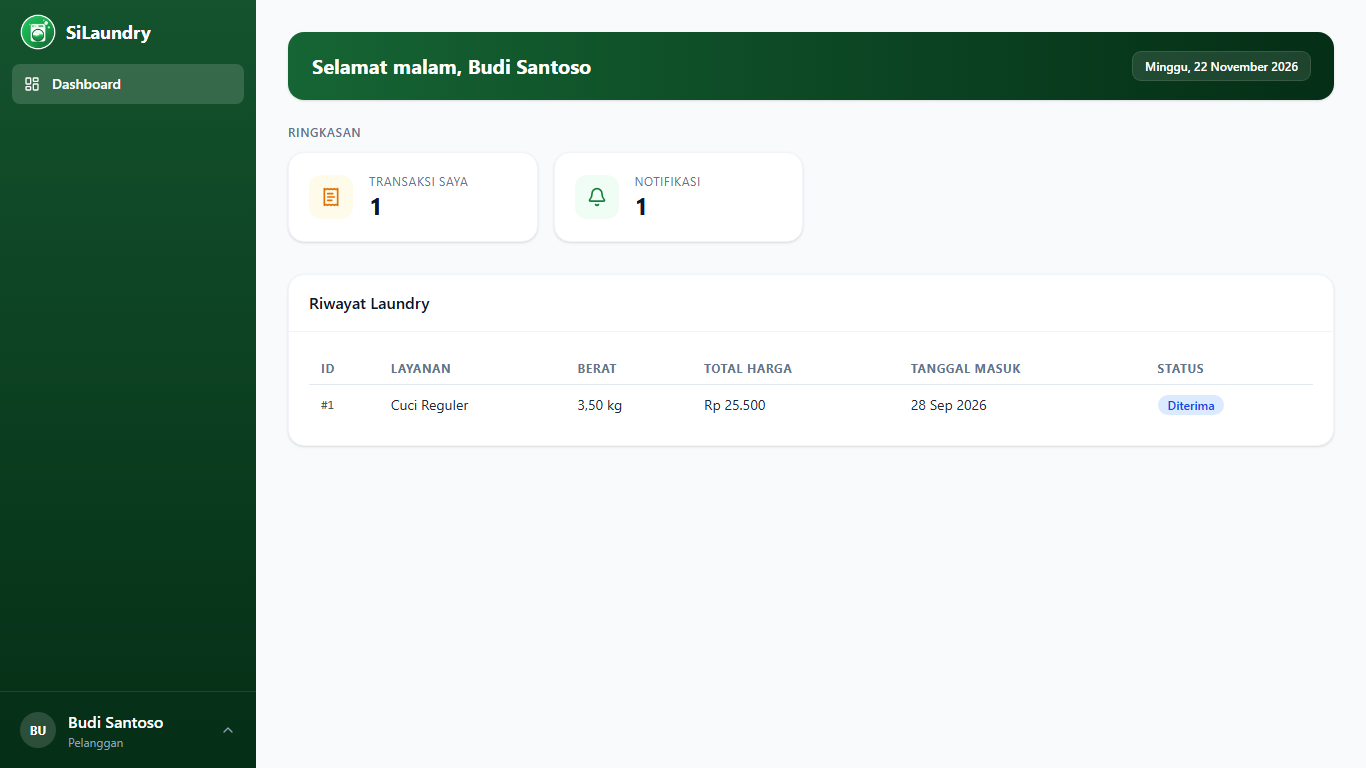 SiLaundry
Dashboard
Selamat malam, Budi Santoso
Minggu, 22 November 2026
RINGKASAN
TRANSAKSI SAYA
1
NOTIFIKASI
1
Riwayat Laundry
ID LAYANAN BERAT TOTAL HARGA TANGGAL MASUK STATUS
#1 Cuci Reguler 3,50 kg Rp 25.500 28 Sep 2026 Diterima
BU
Budi Santoso
Pelanggan